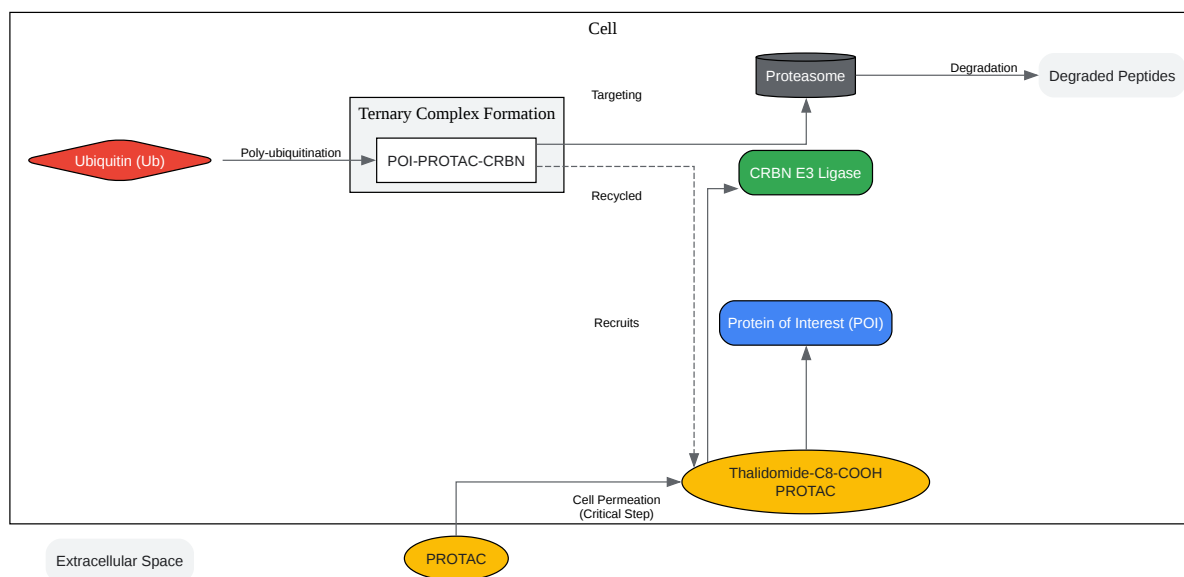 Cell
Proteasome
Degradation
Degraded Peptides
Targeting
Ternary Complex Formation
Ubiquitin (Ub)
Poly-ubiquitination
POI-PROTAC-CRBN
CRBN E3 Ligase
Recycled
Recruits
Protein of Interest (POI)
Thalidomide-C8-COOH
PROTAC
Cell Permeation
(Critical Step)
Extracellular Space
PROTAC